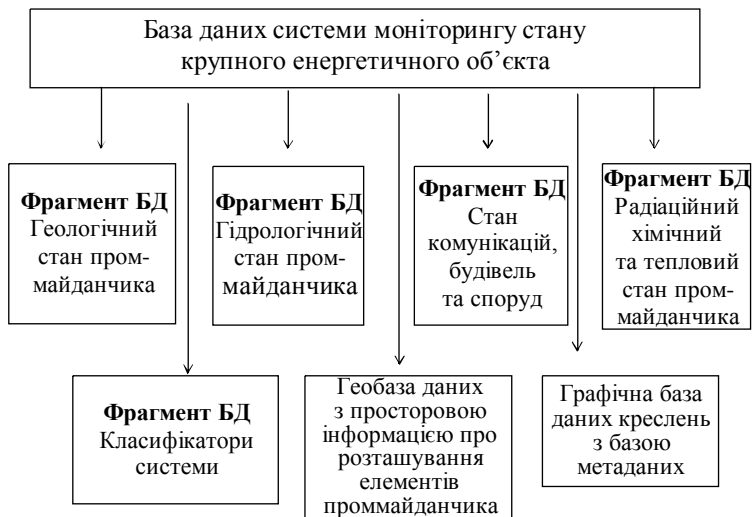 База даних системи моніторингу стану
крупного енергетичного об’єкта
Фрагмент БД
Геологічний
стан пром-
майданчика
Фрагмент БД
Гідрологічний
стан пром-
майданчика
Фрагмент БД
Стан
комунікацій,
будівель
та споруд
Фрагмент БД
Радіаційний
хімічний
та тепловий
стан пром-
майданчика
Фрагмент БД
Класифікатори
системи
Геобаза даних
з просторовою
інформацією про
розташування
елементів
проммайданчика
Графічна база
даних креслень
з базою
метаданих